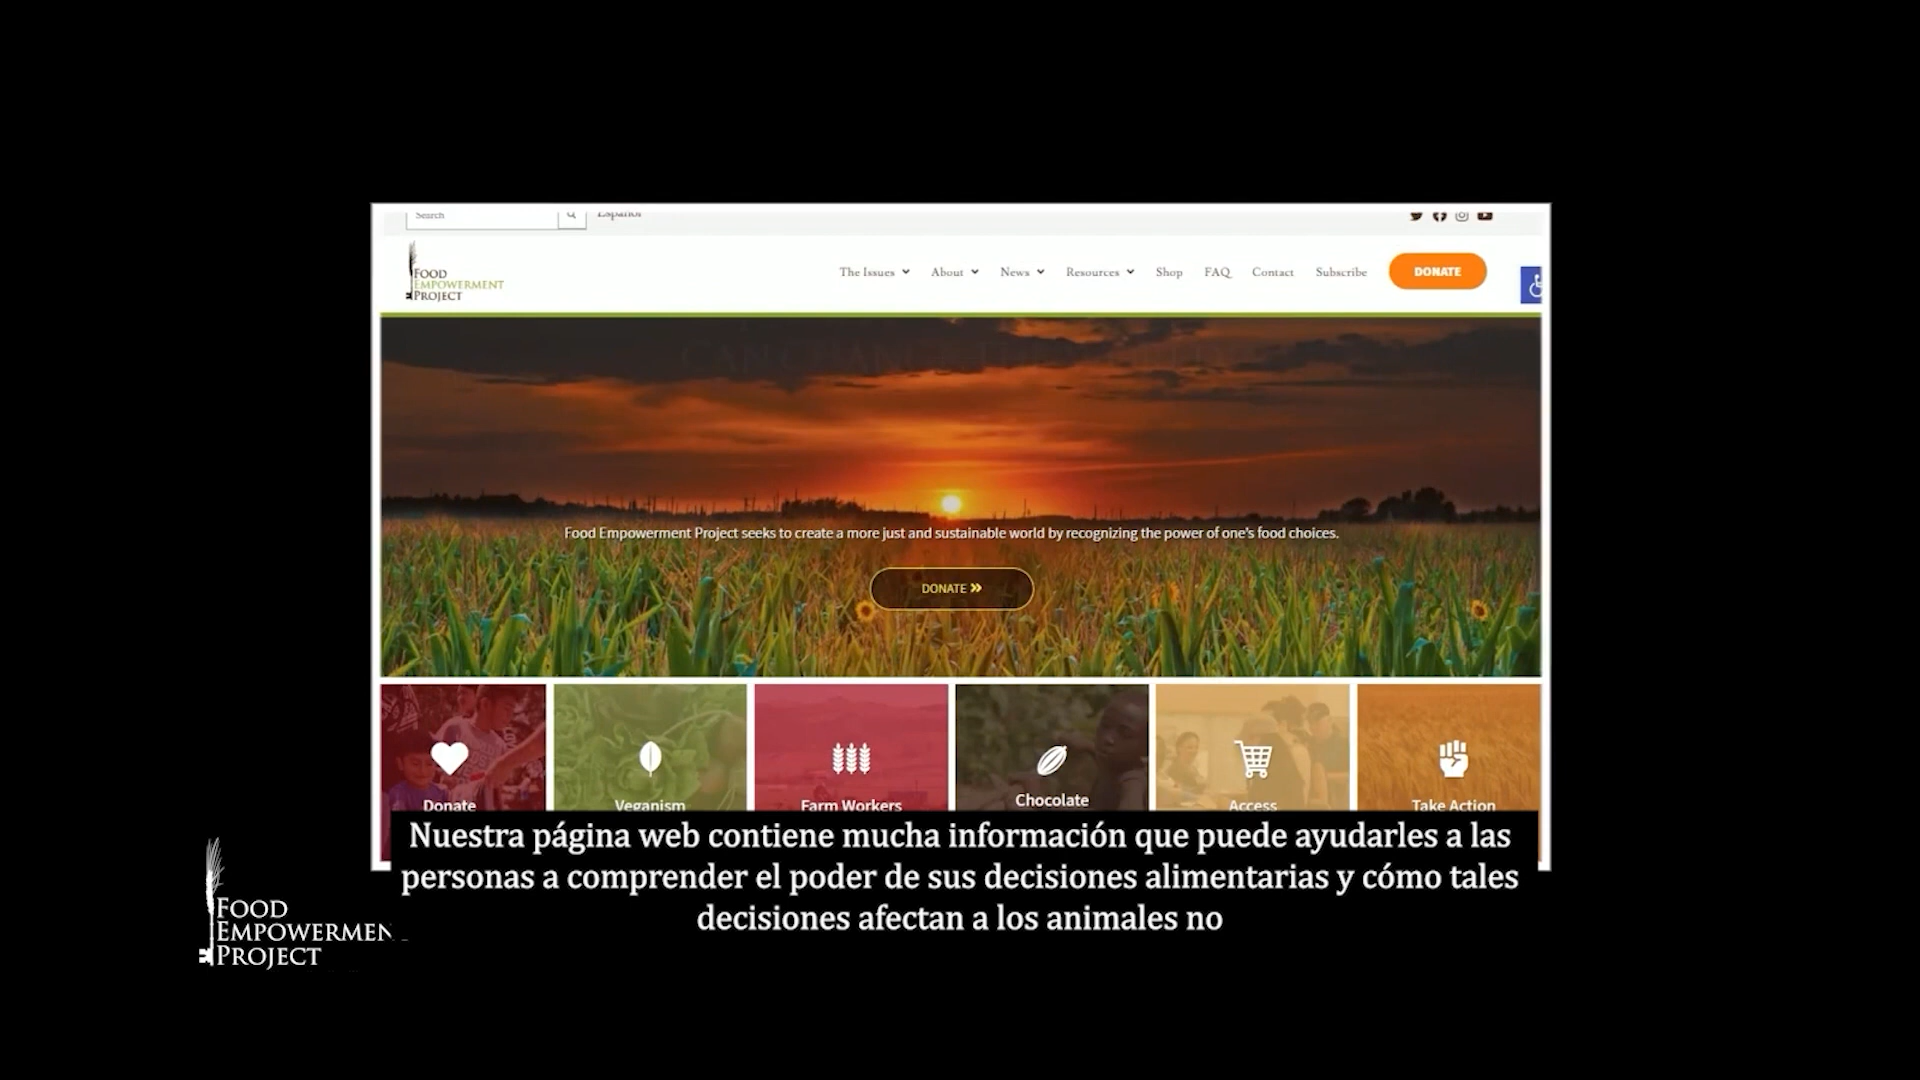 Search
Español
FOOD
EMPOWERMENT
PROJECT
The Issues
About
News
Resources
Shop
FAQ
Contact
Subscribe
DONATE
Food Empowerment Project seeks to create a more just and sustainable world by recognizing the power of one's food choices.
DONATE
Donate
Veganism
Farm Workers
Chocolate
Access
Take Action
Nuestra página web contiene mucha información que puede ayudarles a las
personas a comprender el poder de sus decisiones alimentarias y cómo tales
decisiones afectan a los animales no
FOOD
EMPOWERMEN
PROJECT